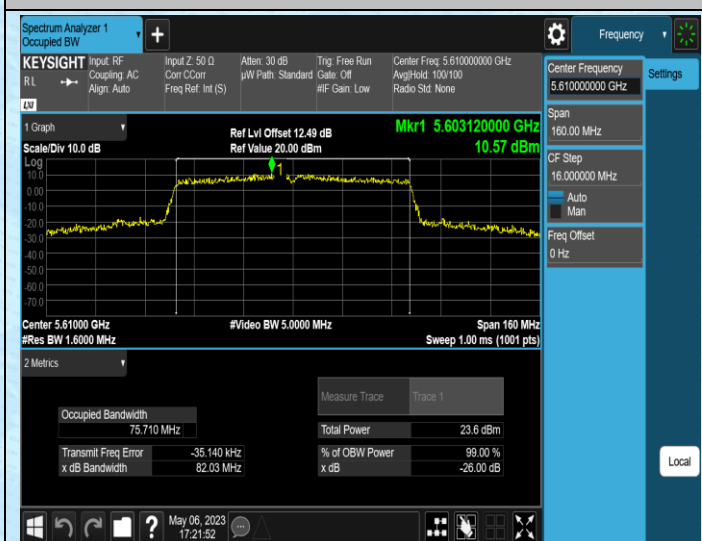 Spectrum Analyzer 1
Occupied BW
Frequency
KEYSIGHT
RL
LXI
Input: RF
Coupling: AC
Align: Auto
Input Z: 50 Ω
Corr CCorr
Freq Ref: Int (S)
Atten: 30 dB
µW Path: Standard
Trig: Free Run
Gate: Off
#IF Gain: Low
Center Freq: 5.610000000 GHz
Avg|Hold: 100/100
Radio Std: None
Center Frequency
5.610000000 GHz
Settings
Span
160.00 MHz
CF Step
16.000000 MHz
Auto
Man
Freq Offset
0 Hz
1 Graph
Scale/Div 10.0 dB
Ref Lvl Offset 12.49 dB
Ref Value 20.00 dBm
Mkr1 5.603120000 GHz
10.57 dBm
Log
10.0
0.00
-10.0
-20.0
-30.0
-40.0
-50.0
-60.0
-70.0
1
Center 5.61000 GHz
#Res BW 1.6000 MHz
#Video BW 5.0000 MHz
Span 160 MHz
Sweep 1.00 ms (1001 pts)
2 Metrics
Measure Trace
Trace 1
Occupied Bandwidth
75.710 MHz
Total Power
23.6 dBm
Transmit Freq Error
-35.140 kHz
% of OBW Power
99.00 %
x dB Bandwidth
82.03 MHz
x dB
-26.00 dB
Local
?
May 06, 2023
17:21:52